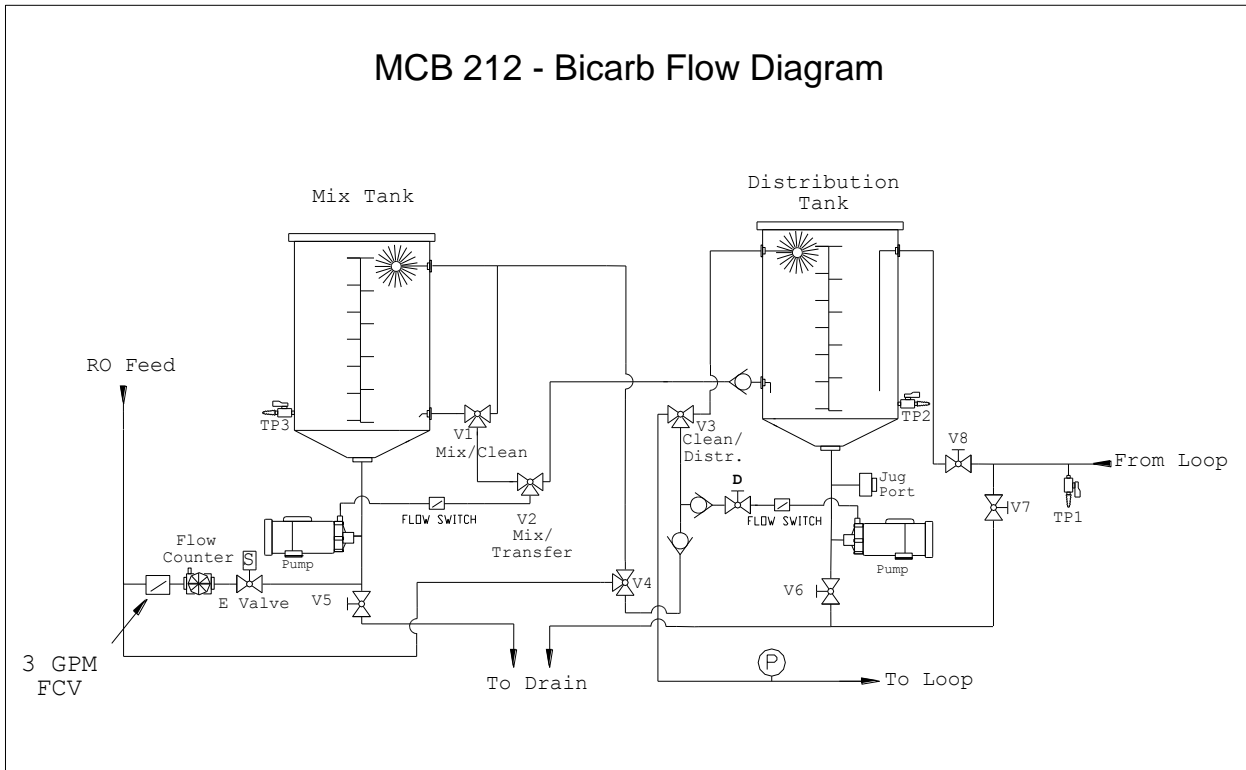 MCB 212 - Bicarb Flow Diagram
Mix Tank
Distribution
Tank
RO Feed
TP3
V1
Mix/Clean
V2
Mix/
Transfer
FLOW SWITCH
Pump
Flow
Counter
S
E Valve
V5
3 GPM
FCV
V4
To Drain
V3
Clean/
Distr.
D
FLOW SWITCH
TP2
V8
From Loop
Jug
Port
V7
TP1
Pump
V6
P
To Loop